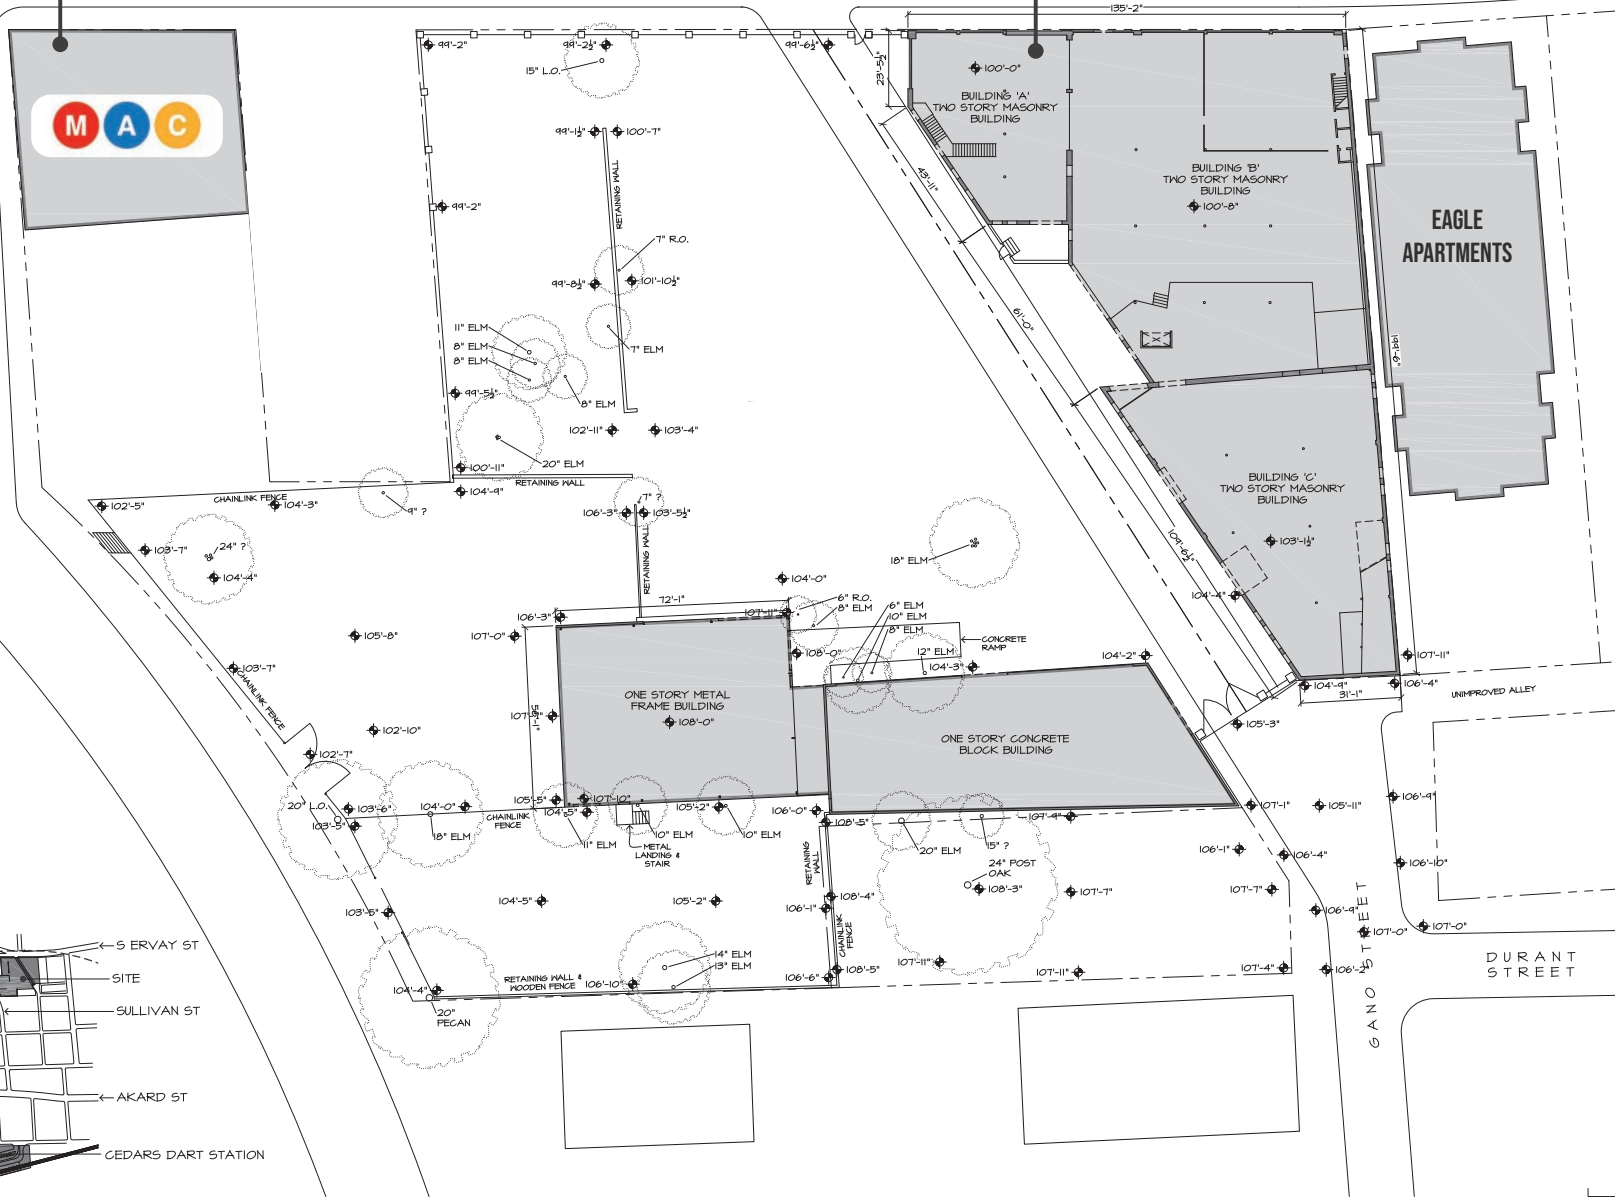 135'-2"
99'-2"
99'-2½"
99'-6½"
23'-5½"
15" L.O.
100'-0"
BUILDING 'A'
TWO STORY MASONRY
BUILDING
M A C
99'-1½"
100'-7"
RETAINING WALL
43'-11"
BUILDING 'B'
TWO STORY MASONRY
BUILDING
100'-8"
99'-2"
EAGLE
APARTMENTS
7" R.O.
99'-8½"
101'-10½"
11" ELM
8" ELM
8" ELM
7" ELM
61'-0"
99'-5½"
8" ELM
102'-11"
103'-4"
20" ELM
100'-11"
RETAINING WALL
104'-9"
CHAINLINK FENCE
102'-5"
104'-3"
9" ?
7" ?
106'-3"
103'-5½"
BUILDING 'C'
TWO STORY MASONRY
BUILDING
103'-1½"
103'-7"
24" ?
104'-4"
RETAINING WALL
18" ELM
109'-6½"
104'-0"
104'-4"
72'-1"
106'-3"
107'-11"
6" R.O.
8" ELM
6" ELM
10" ELM
8" ELM
105'-8"
107'-0"
CONCRETE
RAMP
108'-0"
12" ELM
104'-3"
104'-2"
107'-11"
103'-7"
CHAINLINK FENCE
ONE STORY METAL
FRAME BUILDING
108'-0"
104'-9"
106'-4"
31'-1"
UNIMPROVED ALLEY
102'-10"
105'-3"
ONE STORY CONCRETE
BLOCK BUILDING
102'-7"
20" L.O.
103'-6"
104'-0"
105'-5"
107'-10"
104'-5"
105'-2"
106'-0"
107'-1"
105'-11"
106'-9"
103'-5"
CHAINLINK
FENCE
108'-5"
107'-9"
18" ELM
11" ELM
10" ELM
10" ELM
METAL
LANDING &
STAIR
20" ELM
15" ?
RETAINING
WALL
106'-1"
106'-4"
106'-10"
24" POST
OAK
108'-3"
107'-7"
107'-7"
104'-5"
105'-2"
108'-4"
106'-1"
103'-5"
106'-9"
107'-0"
107'-0"
CHAINLINK
FENCE
GANO STREET
DURANT
STREET
14" ELM
13" ELM
107'-11"
107'-11"
107'-4"
106'-2"
108'-5"
106'-6"
RETAINING WALL &
WOODEN FENCE
106'-10"
104'-4"
20"
PECAN
S ERVAY ST
SITE
SULLIVAN ST
AKARD ST
CEDARS DART STATION